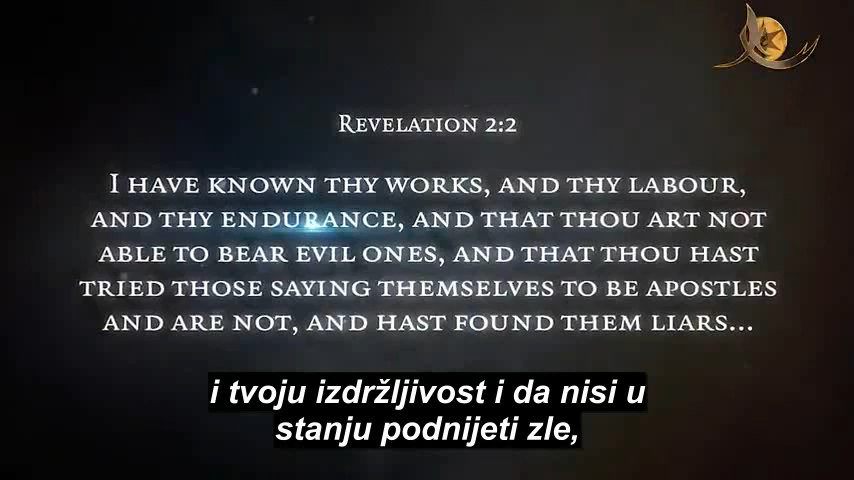 Revelation 2:2
I have known thy works, and thy labour,
and thy endurance, and that thou art not
able to bear evil ones, and that thou hast
tried those saying themselves to be apostles
and are not, and hast found them liars...
i tvoju izdržljivost i da nisi u
stanju podnijeti zle,